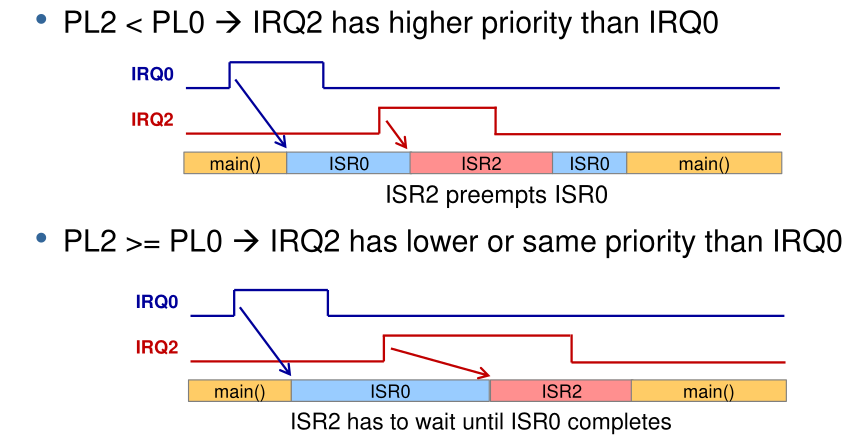 • PL2 < PL0 → IRQ2 has higher priority than IRQ0
IRQ0
IRQ2
main() ISR0 ISR2 ISR0 main()
ISR2 preempts ISR0
• PL2 >= PL0 → IRQ2 has lower or same priority than IRQ0
IRQ0
IRQ2
main() ISR0 ISR2 main()
ISR2 has to wait until ISR0 completes